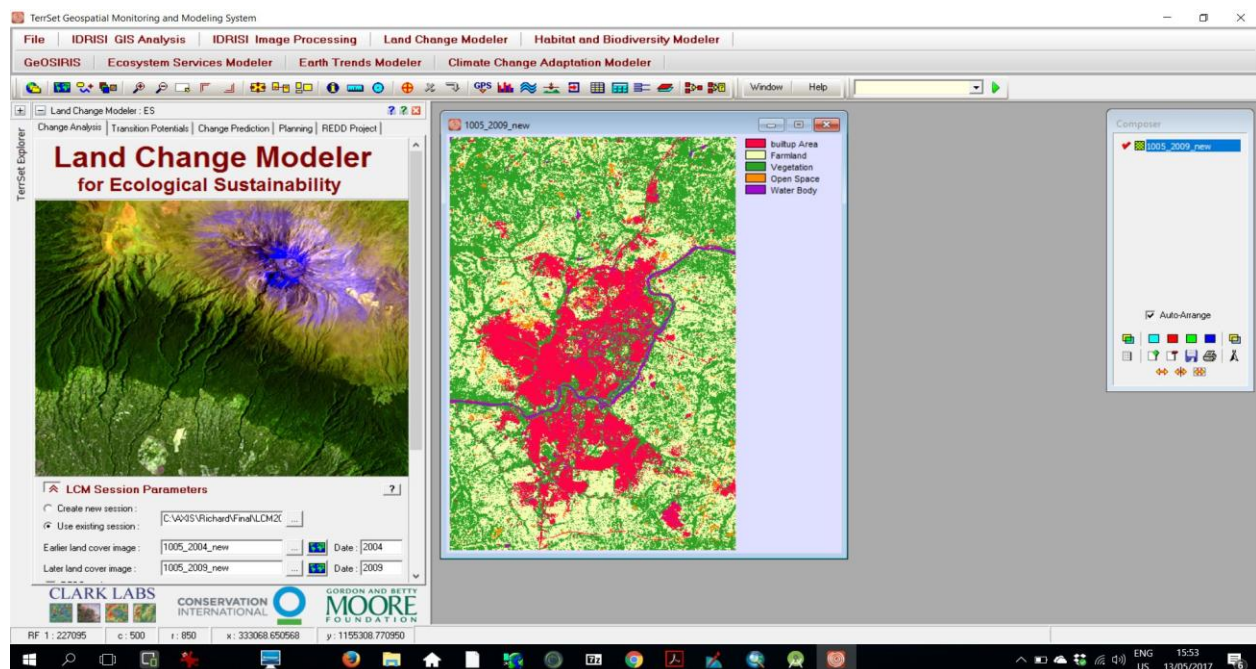 TerrSet Geospatial Monitoring and Modeling System
File IDRISI GIS Analysis IDRISI Image Processing Land Change Modeler Habitat and Biodiversity Modeler
GeOSIRIS Ecosystem Services Modeler Earth Trends Modeler Climate Change Adaptation Modeler
GPS Window Help
Land Change Modeler : ES
TerrSet Explorer
Change Analysis Transition Potentials Change Prediction Planning REDD Project
Land Change Modeler
for Ecological Sustainability
LCM Session Parameters ?
Create new session :
Use existing session : C:\AXIS\Richard\Final\LCM2( ...
Earlier land cover image : 1005_2004_new ... Date : 2004
Later land cover image : 1005_2009_new ... Date : 2009
CLARK LABS
CONSERVATION
INTERNATIONAL
GORDON AND BETTY
MOORE
FOUNDATION
1005_2009_new
builtup Area
Farmland
Vegetation
Open Space
Water Body
Composer
1005_2009_new
Auto-Arrange
RF 1 : 227095 c : 500 r : 850 x : 333068.650568 y : 1155308.770950
7z
ENG
US
15:53
13/05/2017